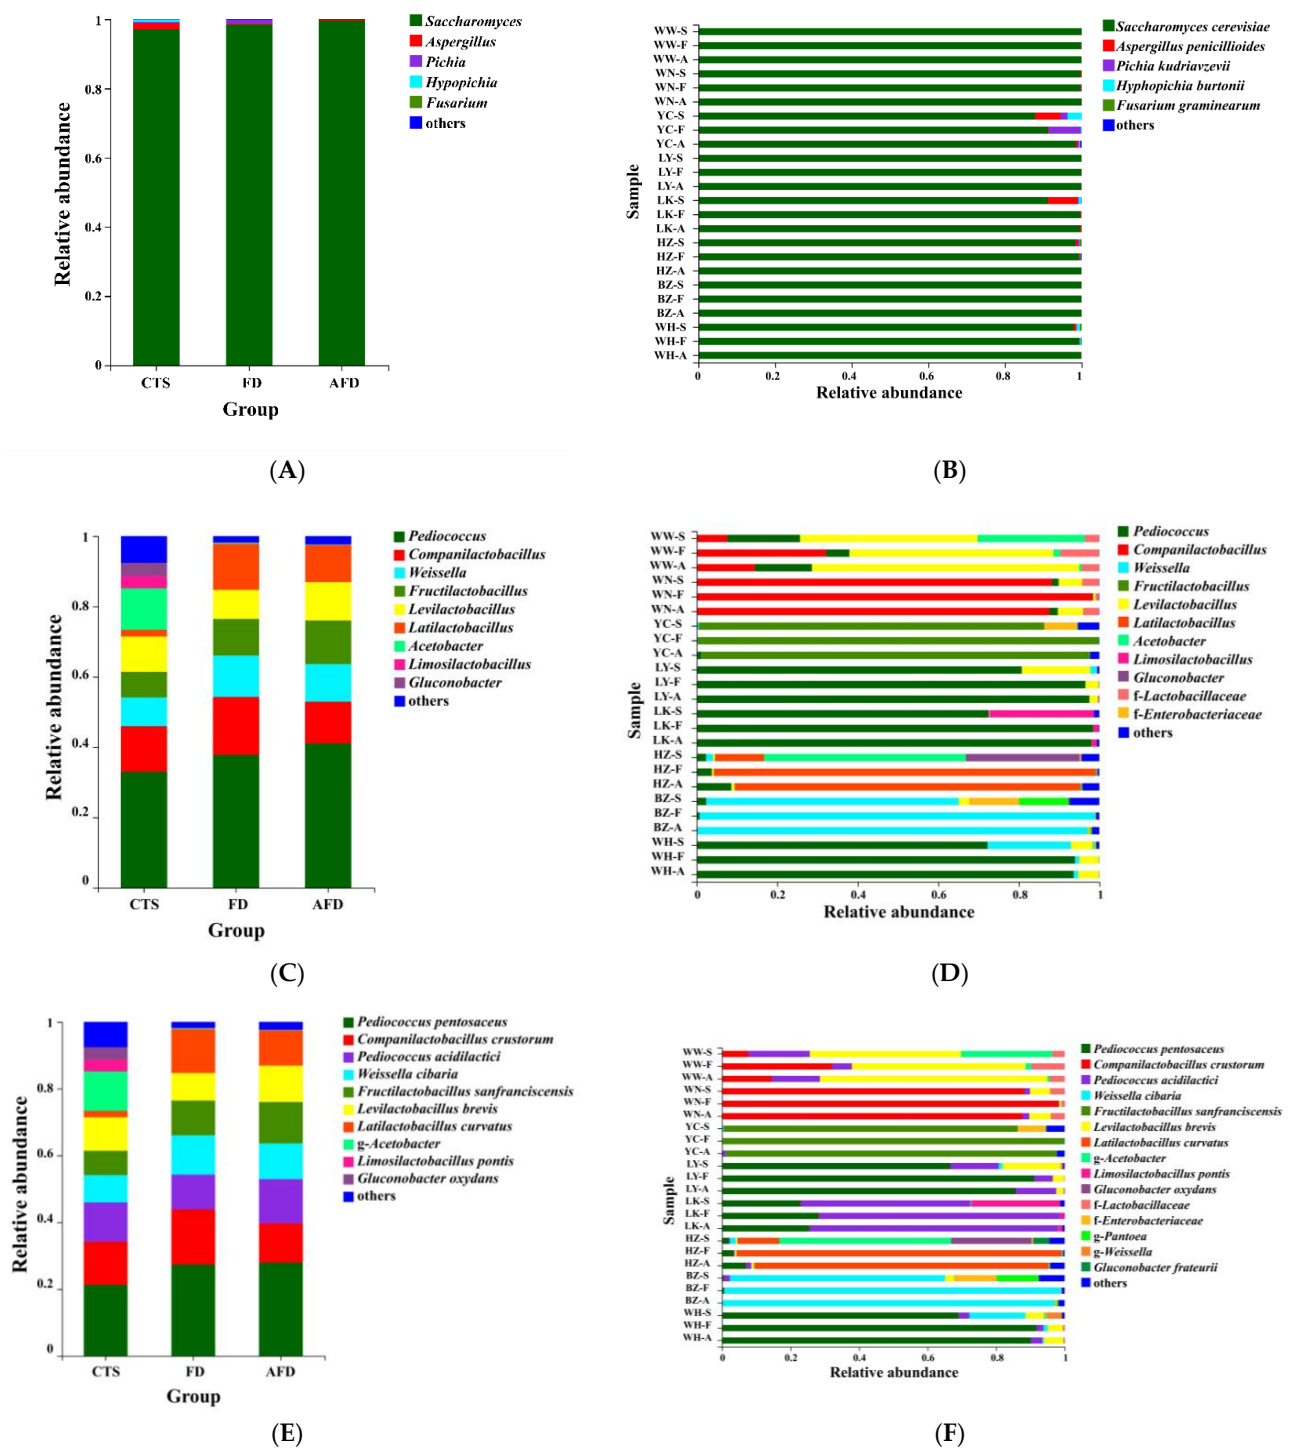 1
0.8
0.6
0.4
0.2
0
Relative abundance
CTS
FD
AFD
Group
Saccharomyces
Aspergillus
Pichia
Hypopichia
Fusarium
others
(A)
WW-S
WW-F
WW-A
WN-S
WN-F
WN-A
YC-S
YC-F
YC-A
LY-S
LY-F
LY-A
LK-S
LK-F
LK-A
HZ-S
HZ-F
HZ-A
BZ-S
BZ-F
BZ-A
WH-S
WH-F
WH-A
Sample
0
0.2
0.4
0.6
0.8
1
Relative abundance
Saccharomyces cerevisiae
Aspergillus penicillioides
Pichia kudriavzevii
Hyphopichia burtonii
Fusarium graminearum
others
(B)
1
0.8
0.6
0.4
0.2
0
Relative abundance
CTS
FD
AFD
Group
Pediococcus
Companilactobacillus
Weissella
Fructilactobacillus
Levilactobacillus
Latilactobacillus
Acetobacter
Limosilactobacillus
Gluconobacter
others
(C)
WW-S
WW-F
WW-A
WN-S
WN-F
WN-A
YC-S
YC-F
YC-A
LY-S
LY-F
LY-A
LK-S
LK-F
LK-A
HZ-S
HZ-F
HZ-A
BZ-S
BZ-F
BZ-A
WH-S
WH-F
WH-A
Sample
0
0.2
0.4
0.6
0.8
1
Relative abundance
Pediococcus
Companilactobacillus
Weissella
Fructilactobacillus
Levilactobacillus
Latilactobacillus
Acetobacter
Limosilactobacillus
Gluconobacter
f-Lactobacillaceae
f-Enterobacteriaceae
others
(D)
1
0.8
0.6
0.4
0.2
0
Relative abundance
CTS
FD
AFD
Group
Pediococcus pentosaceus
Companilactobacillus crustorum
Pediococcus acidilactici
Weissella cibaria
Fructilactobacillus sanfranciscensis
Levilactobacillus brevis
Latilactobacillus curvatus
g-Acetobacter
Limosilactobacillus pontis
Gluconobacter oxydans
others
(E)
WW-S
WW-F
WW-A
WN-S
WN-F
WN-A
YC-S
YC-F
YC-A
LY-S
LY-F
LY-A
LK-S
LK-F
LK-A
HZ-S
HZ-F
HZ-A
BZ-S
BZ-F
BZ-A
WH-S
WH-F
WH-A
Sample
0
0.2
0.4
0.6
0.8
1
Relative abundance
Pediococcus pentosaceus
Companilactobacillus crustorum
Pediococcus acidilactici
Weissella cibaria
Fructilactobacillus sanfranciscensis
Levilactobacillus brevis
Latilactobacillus curvatus
g-Acetobacter
Limosilactobacillus pontis
Gluconobacter oxydans
f-Lactobacillaceae
f-Enterobacteriaceae
g-Pantoea
g-Weissella
Gluconobacter frateurii
others
(F)